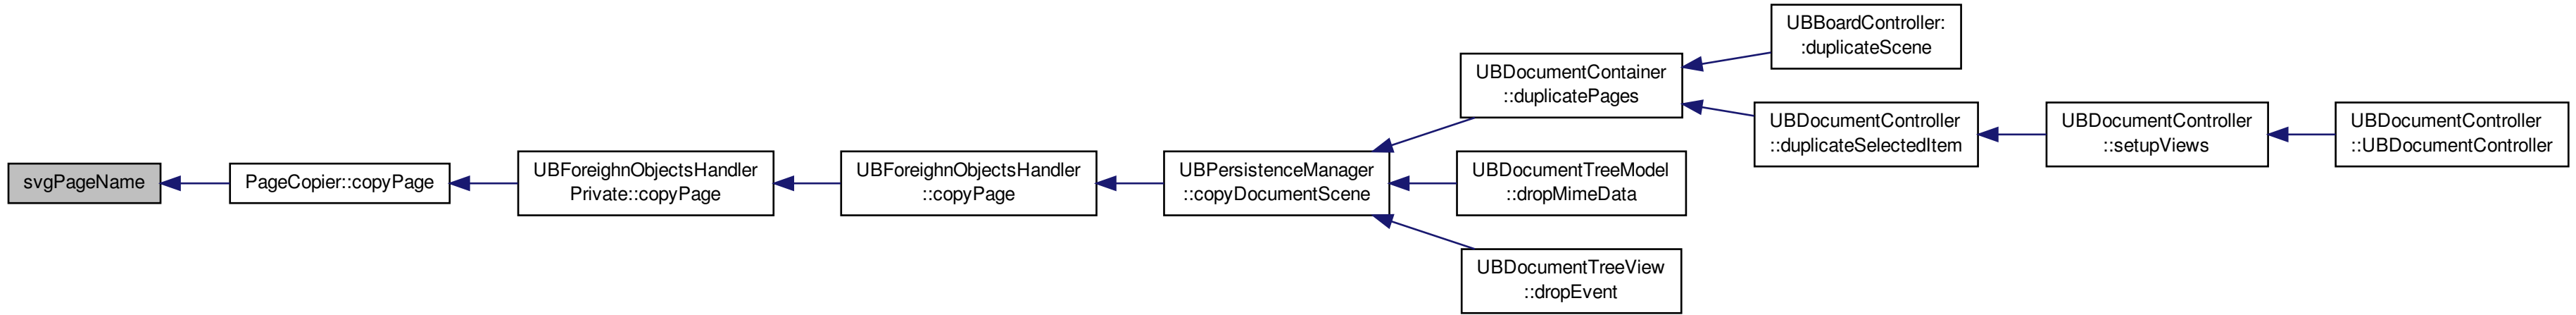 svgPageName
PageCopier::copyPage
UBForeighnObjectsHandler
Private::copyPage
UBForeighnObjectsHandler
::copyPage
UBPersistenceManager
::copyDocumentScene
UBDocumentContainer
::duplicatePages
UBBoardController:
:duplicateScene
UBDocumentController
::duplicateSelectedItem
UBDocumentController
::setupViews
UBDocumentController
::UBDocumentController
UBDocumentTreeModel
::dropMimeData
UBDocumentTreeView
::dropEvent